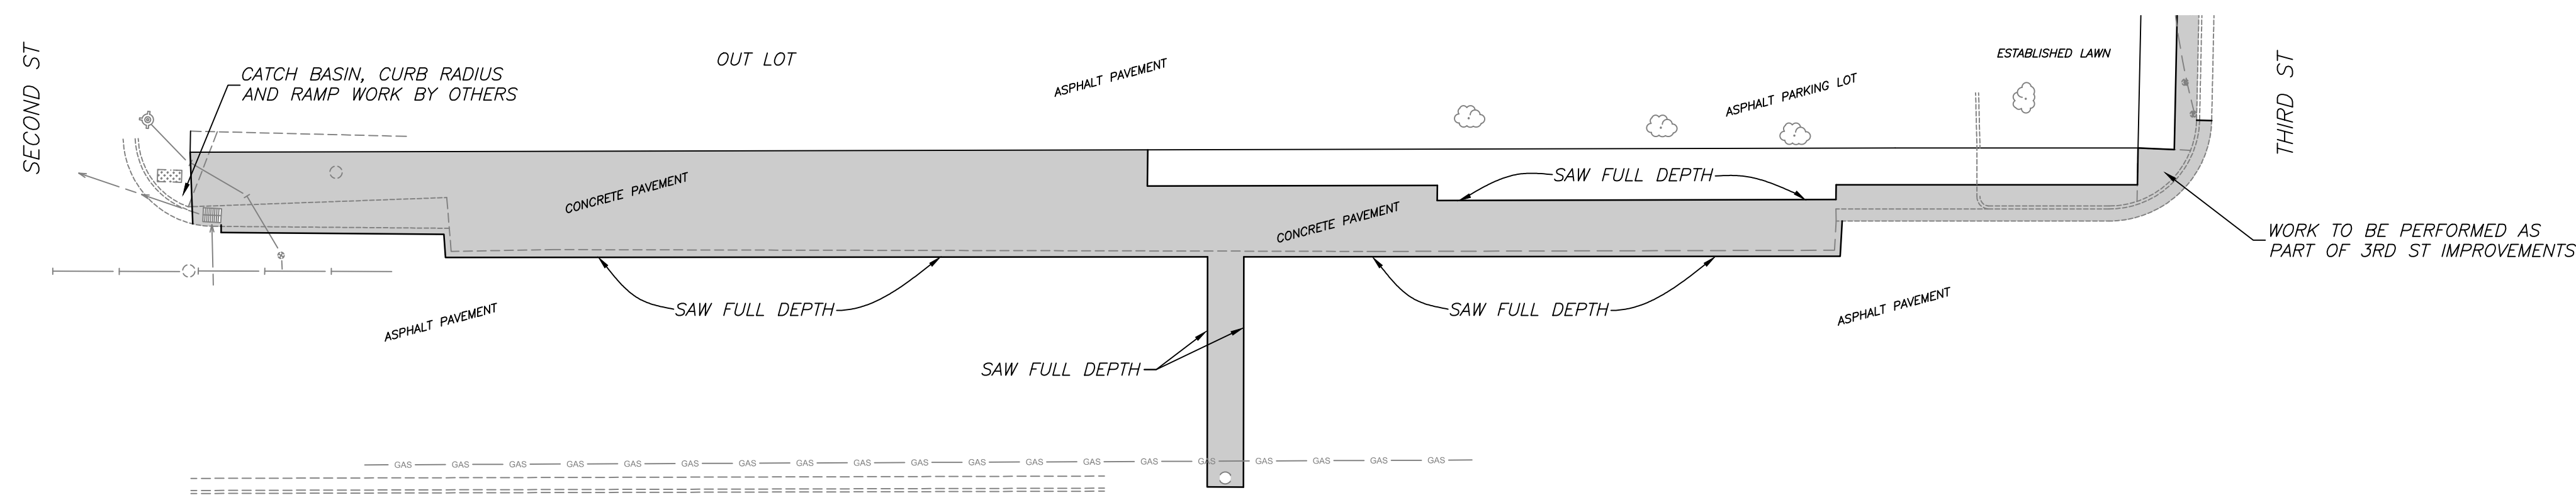 SECOND ST
CATCH BASIN, CURB RADIUS
AND RAMP WORK BY OTHERS
OUT LOT
ASPHALT PAVEMENT
ASPHALT PARKING LOT
ESTABLISHED LAWN
THIRD ST
CONCRETE PAVEMENT
SAW FULL DEPTH
CONCRETE PAVEMENT
WORK TO BE PERFORMED AS
PART OF 3RD ST IMPROVEMENTS
ASPHALT PAVEMENT
SAW FULL DEPTH
SAW FULL DEPTH
ASPHALT PAVEMENT
SAW FULL DEPTH
GAS GAS GAS GAS GAS GAS GAS GAS GAS GAS GAS GAS GAS GAS GAS GAS GAS GAS GAS